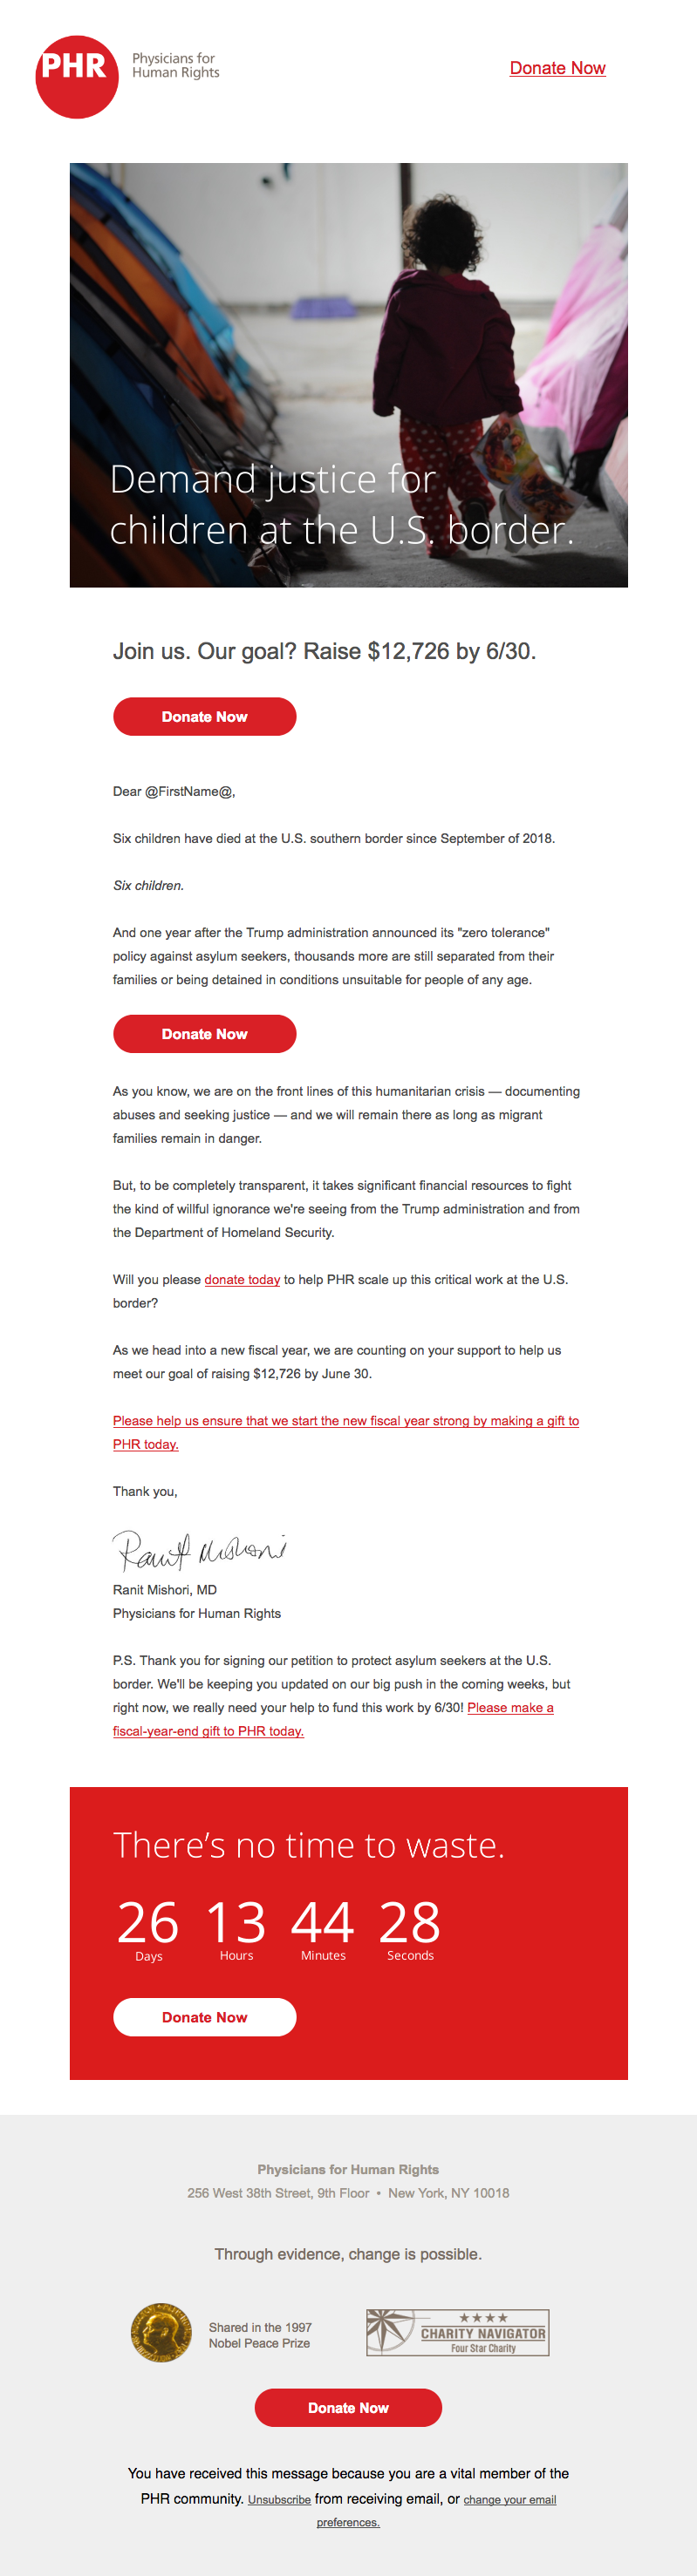 PHR
Physicians for
Human Rights
Donate Now
Demand justice for
children at the U.S. border.
Join us. Our goal? Raise $12,726 by 6/30.
Donate Now
Dear @FirstName@,
Six children have died at the U.S. southern border since September of 2018.
Six children.
And one year after the Trump administration announced its "zero tolerance"
policy against asylum seekers, thousands more are still separated from their
families or being detained in conditions unsuitable for people of any age.
Donate Now
As you know, we are on the front lines of this humanitarian crisis — documenting
abuses and seeking justice — and we will remain there as long as migrant
families remain in danger.
But, to be completely transparent, it takes significant financial resources to fight
the kind of willful ignorance we're seeing from the Trump administration and from
the Department of Homeland Security.
Will you please donate today to help PHR scale up this critical work at the U.S.
border?
As we head into a new fiscal year, we are counting on your support to help us
meet our goal of raising $12,726 by June 30.
Please help us ensure that we start the new fiscal year strong by making a gift to
PHR today.
Thank you,
Ranit Mishori
Ranit Mishori, MD
Physicians for Human Rights
P.S. Thank you for signing our petition to protect asylum seekers at the U.S.
border. We'll be keeping you updated on our big push in the coming weeks, but
right now, we really need your help to fund this work by 6/30! Please make a
fiscal-year-end gift to PHR today.
There's no time to waste.
26 13 44 28
Days Hours Minutes Seconds
Donate Now
Physicians for Human Rights
256 West 38th Street, 9th Floor • New York, NY 10018
Through evidence, change is possible.
Shared in the 1997
Nobel Peace Prize
★★★★
CHARITY NAVIGATOR
Four Star Charity
Donate Now
You have received this message because you are a vital member of the
PHR community. Unsubscribe from receiving email, or change your email
preferences.